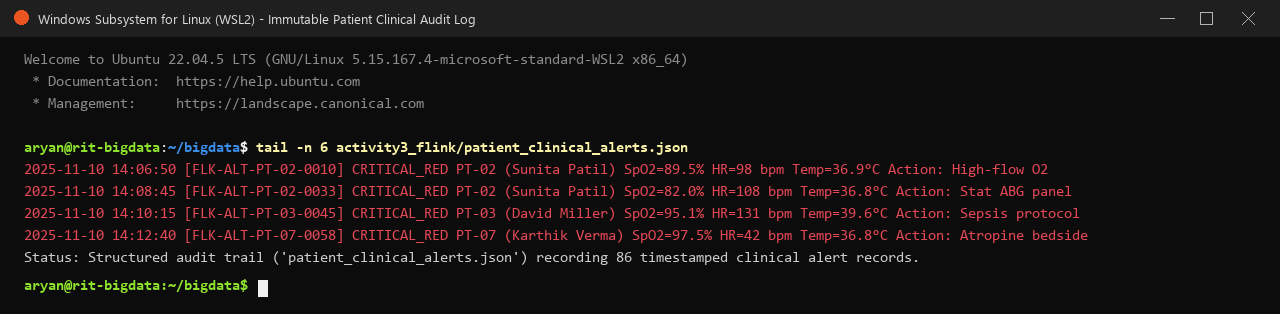 Windows Subsystem for Linux (WSL2) - Immutable Patient Clinical Audit Log
Welcome to Ubuntu 22.04.5 LTS (GNU/Linux 5.15.167.4-microsoft-standard-WSL2 x86_64)
* Documentation:  https://help.ubuntu.com
* Management:     https://landscape.canonical.com
aryan@rit-bigdata:~/bigdata$ tail -n 6 activity3_flink/patient_clinical_alerts.json
2025-11-10 14:06:50 [FLK-ALT-PT-02-0010] CRITICAL_RED PT-02 (Sunita Patil) SpO2=89.5% HR=98 bpm Temp=36.9°C Action: High-flow O2
2025-11-10 14:08:45 [FLK-ALT-PT-02-0033] CRITICAL_RED PT-02 (Sunita Patil) SpO2=82.0% HR=108 bpm Temp=36.8°C Action: Stat ABG panel
2025-11-10 14:10:15 [FLK-ALT-PT-03-0045] CRITICAL_RED PT-03 (David Miller) SpO2=95.1% HR=131 bpm Temp=39.6°C Action: Sepsis protocol
2025-11-10 14:12:40 [FLK-ALT-PT-07-0058] CRITICAL_RED PT-07 (Karthik Verma) SpO2=97.5% HR=42 bpm Temp=36.8°C Action: Atropine bedside
Status: Structured audit trail ('patient_clinical_alerts.json') recording 86 timestamped clinical alert records.
aryan@rit-bigdata:~/bigdata$